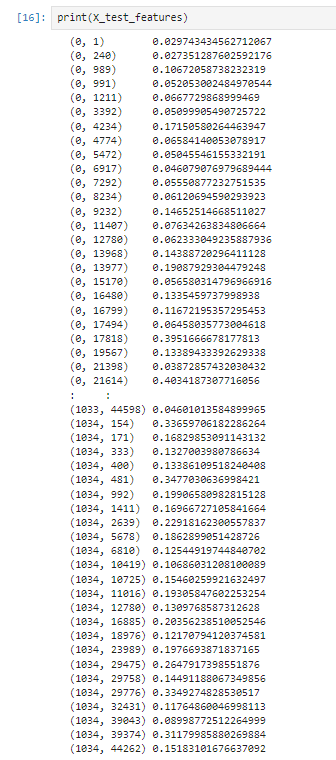 [16]: print(X_test_features)
(0, 1) 0.029743434562712067
(0, 240) 0.027351287602592176
(0, 989) 0.10672058738232319
(0, 991) 0.052053002484970544
(0, 1211) 0.0667729868999469
(0, 3392) 0.05099905490725722
(0, 4234) 0.17150580264463947
(0, 4774) 0.06584140053078917
(0, 5472) 0.05045546155332191
(0, 6917) 0.046079076979689444
(0, 7292) 0.05550877232751535
(0, 8234) 0.06120694590293923
(0, 9232) 0.14652514668511027
(0, 11407) 0.07634263834806664
(0, 12780) 0.062333049235887936
(0, 13968) 0.14388720296411128
(0, 13977) 0.19087929304479248
(0, 15170) 0.056580314796966916
(0, 16480) 0.1335459737998938
(0, 16799) 0.11672195357295453
(0, 17494) 0.06458035773004618
(0, 17818) 0.3951666678177813
(0, 19567) 0.13389433392629338
(0, 21398) 0.03872857432030432
(0, 21614) 0.4034187307716056
: :
(1033, 44598) 0.04601013584899965
(1034, 154) 0.33659706182286264
(1034, 171) 0.16829853091143132
(1034, 333) 0.1327003980786634
(1034, 400) 0.13386109518240408
(1034, 481) 0.3477030636998421
(1034, 992) 0.19906580982815128
(1034, 1411) 0.16966727105841664
(1034, 2639) 0.22918162300557837
(1034, 5678) 0.1862899051428726
(1034, 6810) 0.12544919744840702
(1034, 10419) 0.10686031208100089
(1034, 10725) 0.15460259921632497
(1034, 11016) 0.19305847602253254
(1034, 12780) 0.1309768587312628
(1034, 16885) 0.20356238510052546
(1034, 18976) 0.12170794120374581
(1034, 23989) 0.1976693871837165
(1034, 29475) 0.2647917398551876
(1034, 29758) 0.14491188067349856
(1034, 29776) 0.3349274828530517
(1034, 32431) 0.11764860046998113
(1034, 39043) 0.08998772512264999
(1034, 39374) 0.31179985880269884
(1034, 44262) 0.15183101676637092